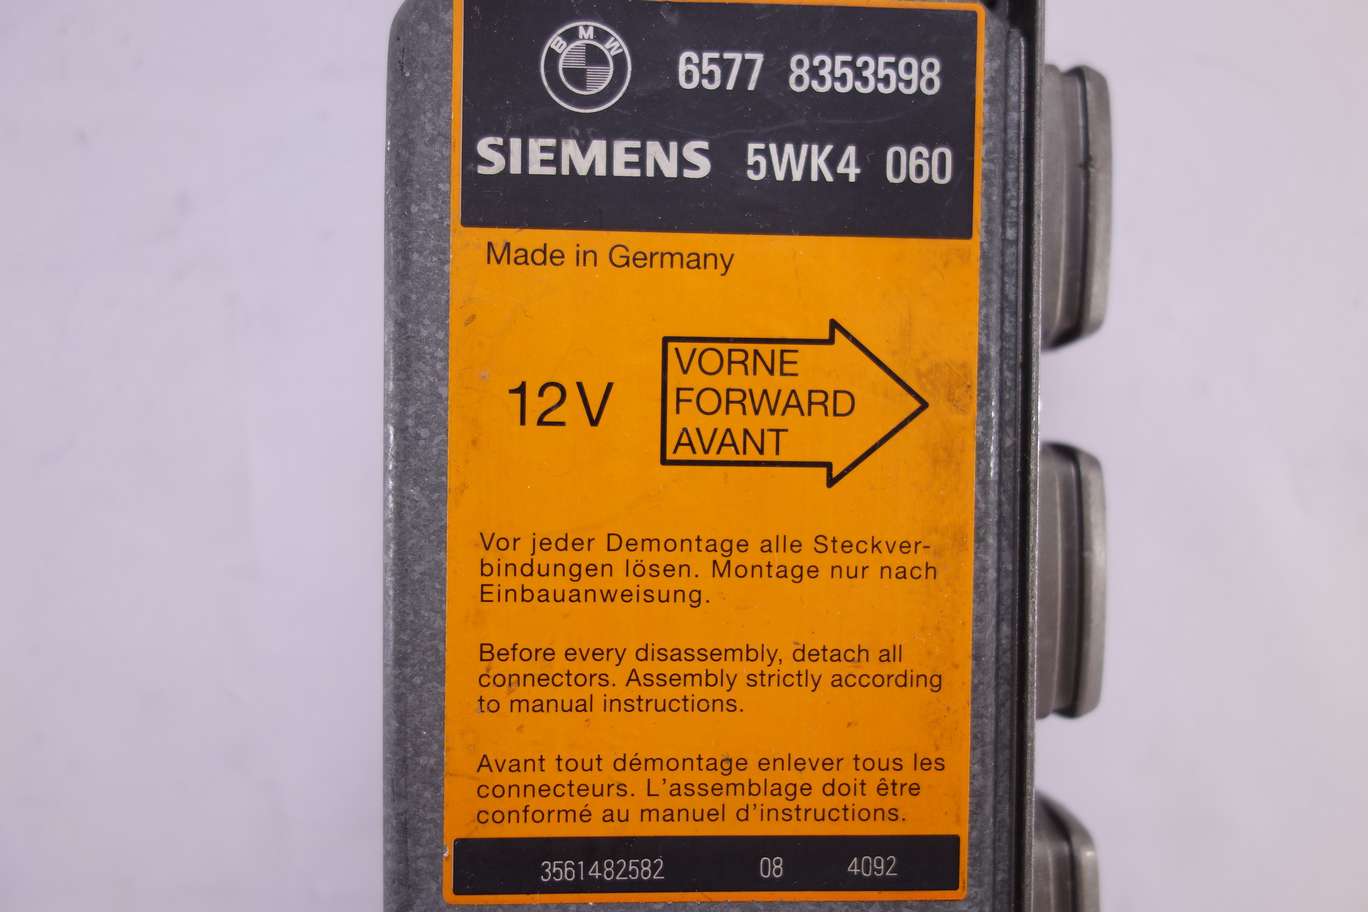 BMW 6577 8353598
SIEMENS 5WK4 060
Made in Germany
12V
VORNE
FORWARD
AVANT
Vor jeder Demontage alle Steckver-
bindungen lösen. Montage nur nach
Einbauanweisung.
Before every disassembly, detach all
connectors. Assembly strictly according
to manual instructions.
Avant tout démontage enlever tous les
connecteurs. L'assemblage doit être
conformé au manuel d'instructions.
3561482582 08 4092